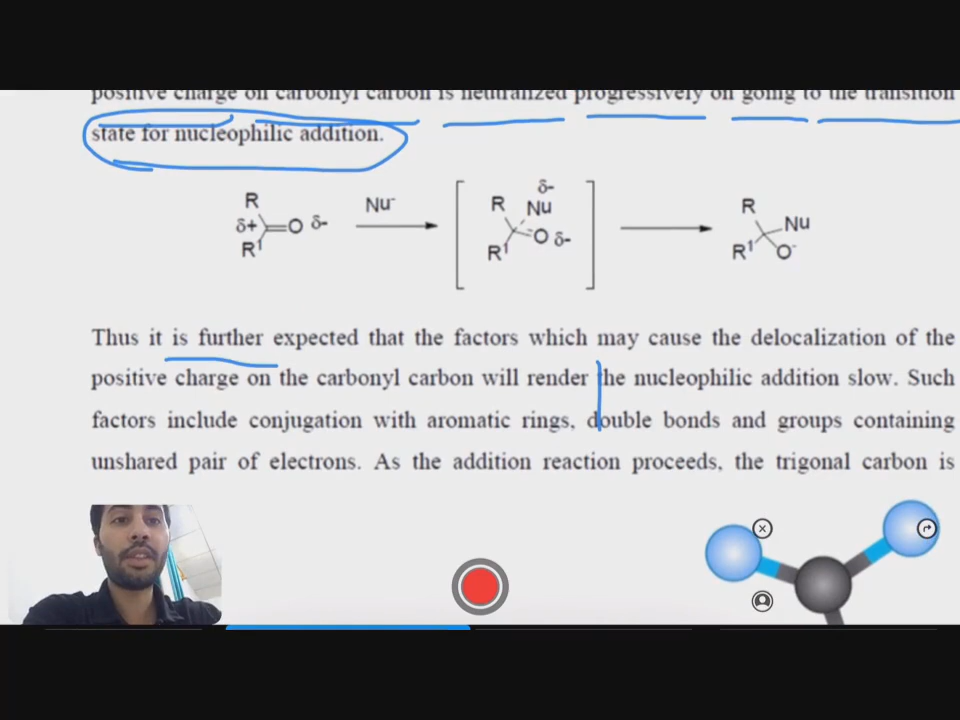 positive charge on carbonyl carbon is neutralized progressively on going to the transition
state for nucleophilic addition.
R δ+ R¹ O δ- Nu⁻ R R¹ δ- Nu O δ- R R¹ Nu O⁻
Thus it is further expected that the factors which may cause the delocalization of the
positive charge on the carbonyl carbon will render the nucleophilic addition slow. Such
factors include conjugation with aromatic rings, double bonds and groups containing
unshared pair of electrons. As the addition reaction proceeds, the trigonal carbon is